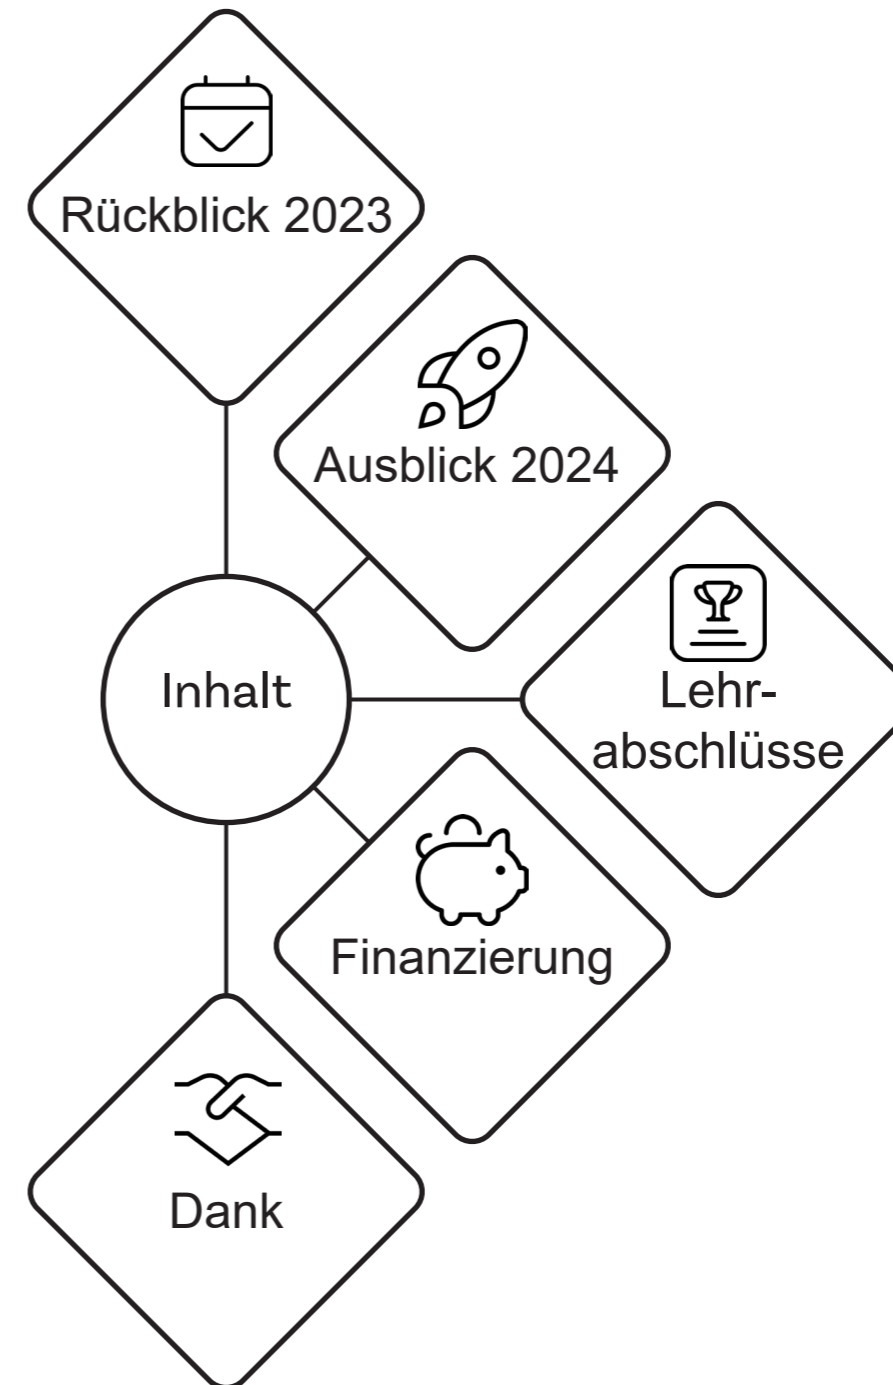 Rückblick 2023
Ausblick 2024
Inhalt
Lehr-
abschlüsse
Finanzierung
Dank